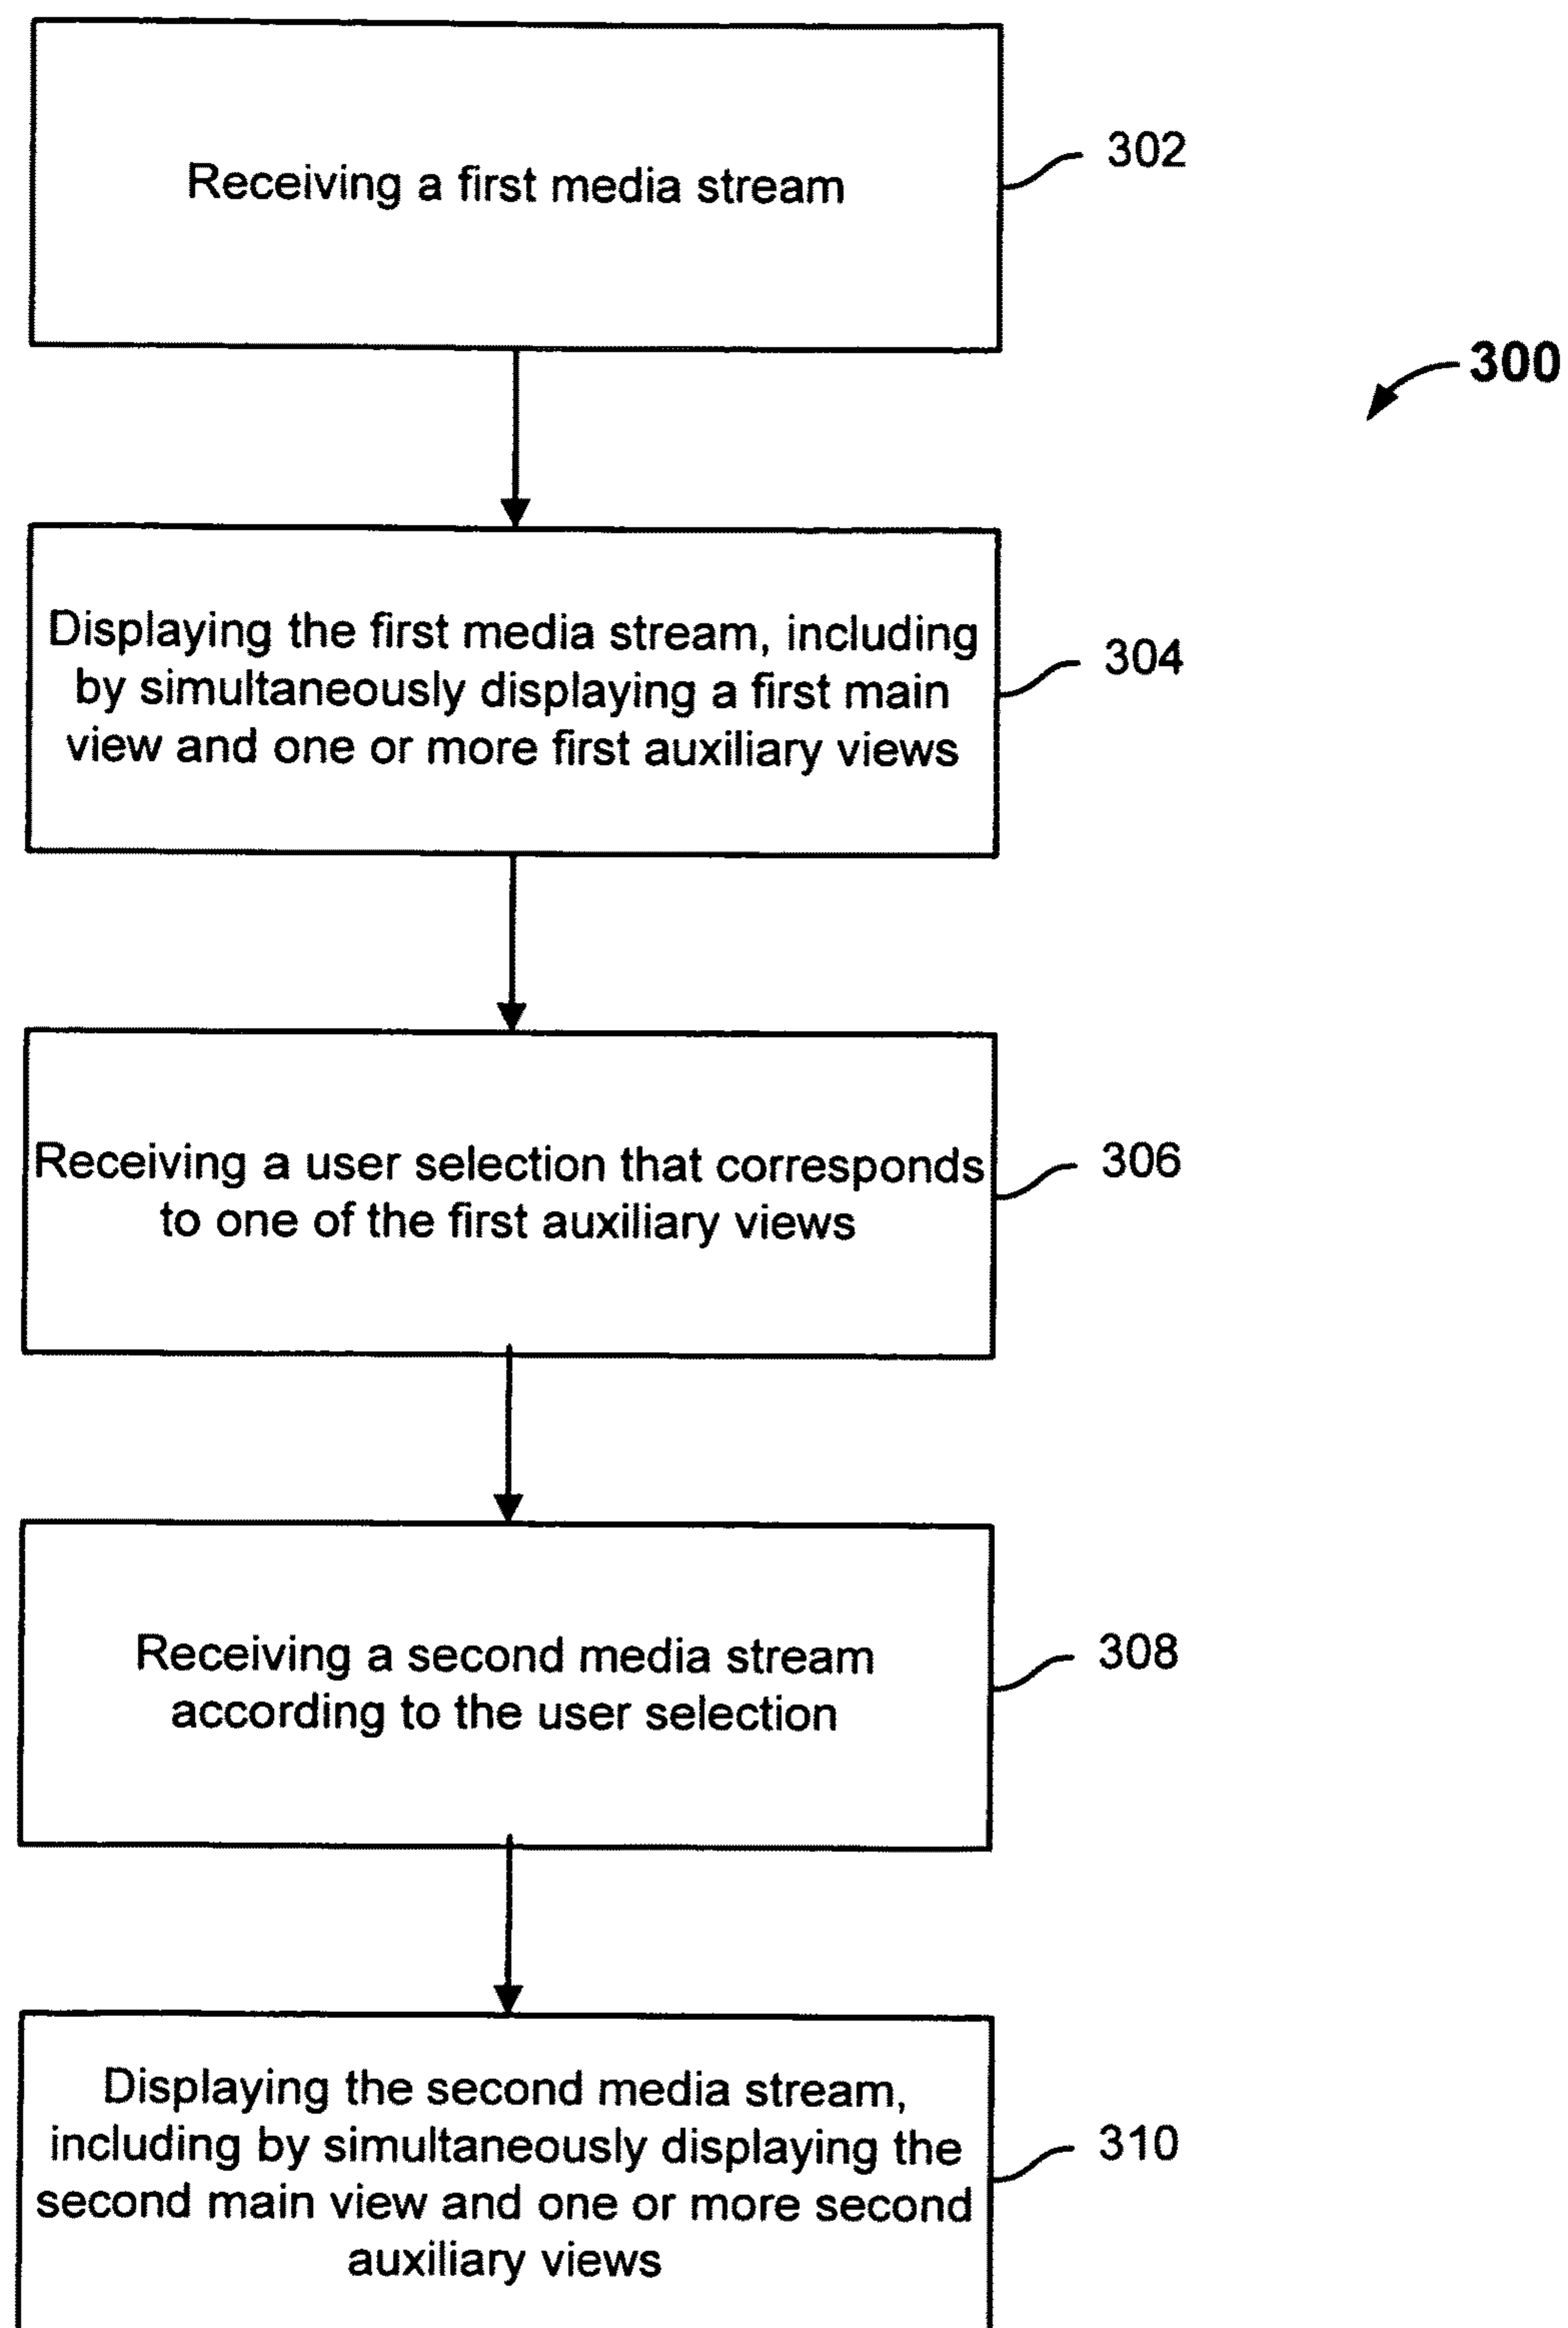 Receiving a first media stream
302
300
Displaying the first media stream, including
by simultaneously displaying a first main
view and one or more first auxiliary views
304
Receiving a user selection that corresponds
to one of the first auxiliary views
306
Receiving a second media stream
according to the user selection
308
Displaying the second media stream,
including by simultaneously displaying the
second main view and one or more second
auxiliary views
310